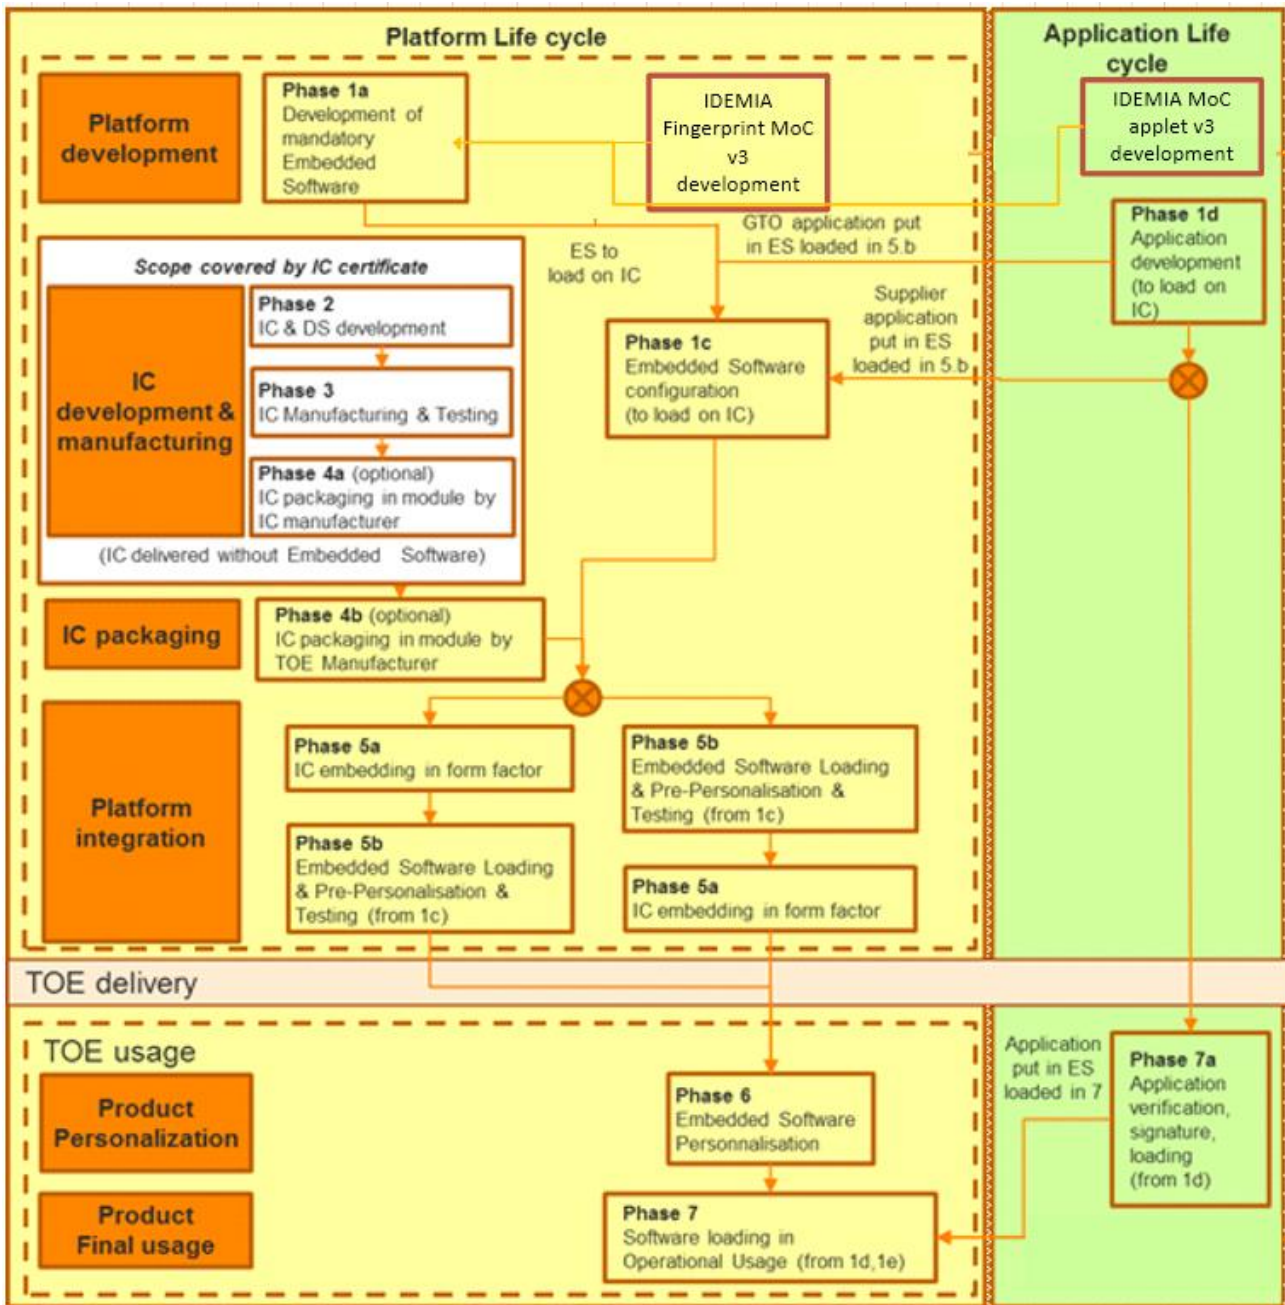 Platform Life cycle
Application Life
cycle
Platform
development
Phase 1a
Development of
mandatory
Embedded
Software
IDEMIA
Fingerprint MoC
v3
development
IDEMIA MoC
applet v3
development
ES to
load on IC
GTO application put
in ES loaded in 5.b
Phase 1d
Application
development
(to load on
IC)
Scope covered by IC certificate
IC
development &
manufacturing
Phase 2
IC & DS development
Phase 3
IC Manufacturing & Testing
Phase 4a (optional)
IC packaging in module by
IC manufacturer
(IC delivered without Embedded Software)
Phase 1c
Embedded Software
configuration
(to load on IC)
Supplier
application
put in ES
loaded in 5.b
IC packaging
Phase 4b (optional)
IC packaging in module by
TOE Manufacturer
Platform
integration
Phase 5a
IC embedding in form factor
Phase 5b
Embedded Software Loading
& Pre-Personalisation &
Testing (from 1c)
Phase 5b
Embedded Software Loading
& Pre-Personalisation &
Testing (from 1c)
Phase 5a
IC embedding in form factor
TOE delivery
TOE usage
Product
Personalization
Phase 6
Embedded Software
Personnalisation
Application
put in ES
loaded in 7
Phase 7a
Application
verification,
signature,
loading
(from 1d)
Product
Final usage
Phase 7
Software loading in
Operational Usage (from 1d,1e)